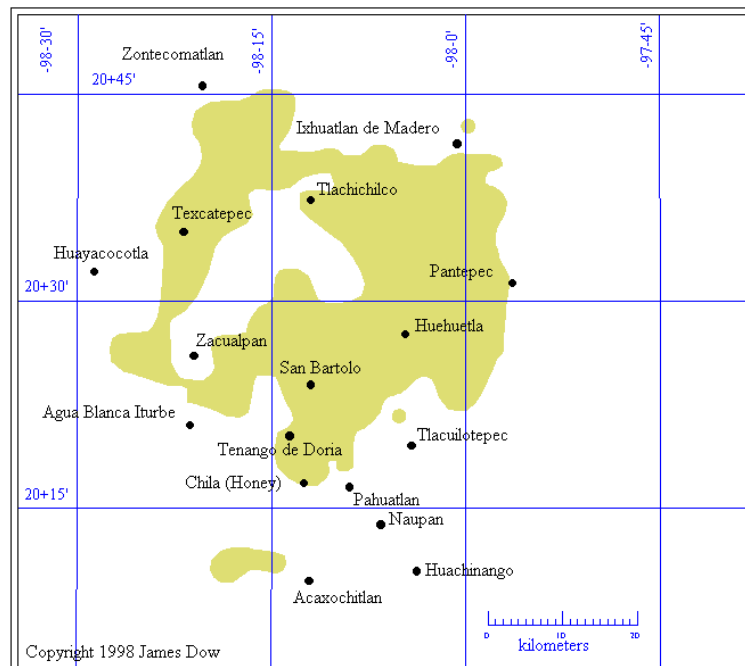 -98-30'
-98-15'
-98-0'
-97-45'
Zontecomatlan
20+45'
Ixhuatlan de Madero
Tlachichilco
Texcatepec
Huayacocotla
Pantepec
20+30'
Huehuetla
Zacualpan
San Bartolo
Agua Blanca Iturbe
Tlacuilotepec
Tenango de Doria
Chila (Honey)
20+15'
Pahuatlan
Naupan
Huachinango
Acaxochitlan
0 10 20
kilometers
Copyright 1998 James Dow